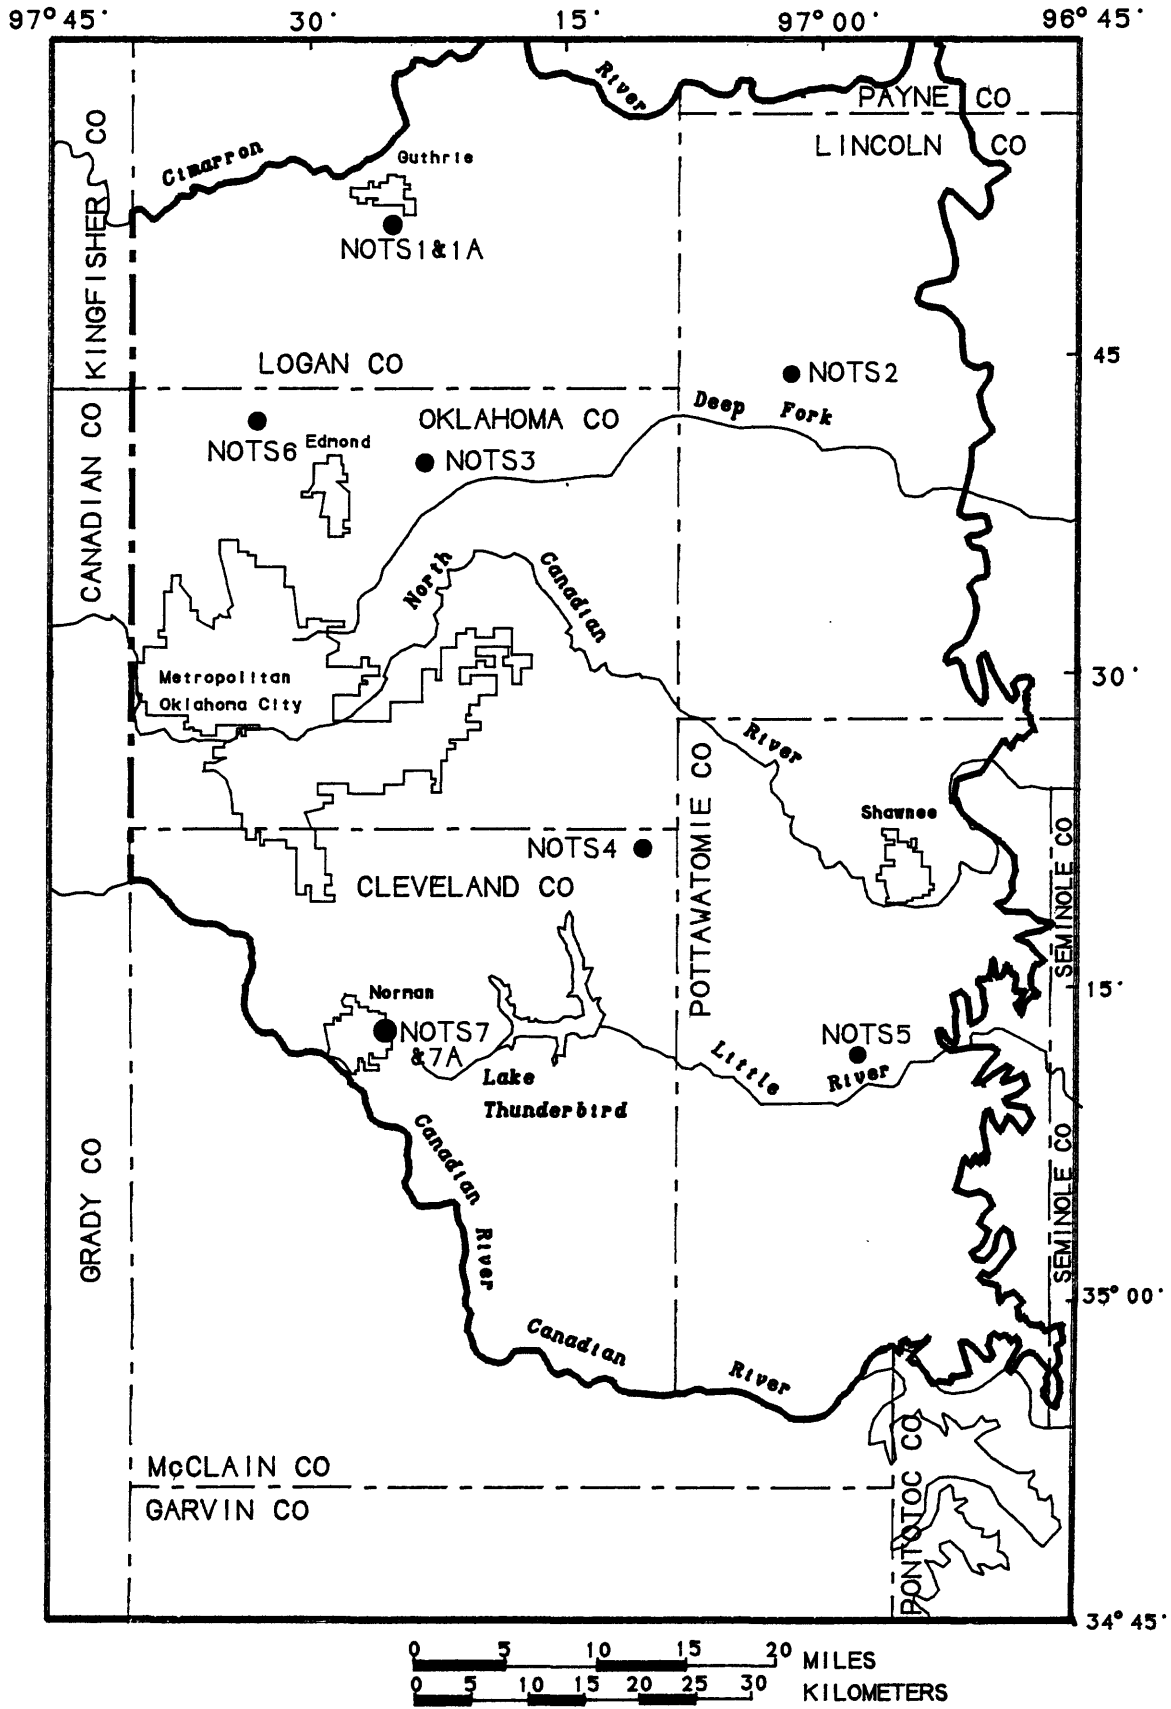 97° 45' 30' 15' 97° 00' 96° 45'
River
PAYNE CO
LINCOLN CO
Cimarron
Guthrie
NOTS1&1A
KINGFISHER CO
45
LOGAN CO
NOTS2
Deep Fork
OKLAHOMA CO
NOTS6
Edmond
NOTS3
CANADIAN CO
North Canadian
Metropolitan
Oklahoma City
30'
River
POTTAWATOMIE CO
Shawnee
NOTS4
CLEVELAND CO
SEMINOLE CO
15'
Norman
NOTS7
&7A
NOTS5
Little River
Lake
Thunderbird
Canadian
River
GRADY CO
SEMINOLE CO
35° 00'
Canadian River
McCLAIN CO
GARVIN CO
PONTOTOC CO
34° 45'
0 5 10 15 20 MILES
0 5 10 15 20 25 30 KILOMETERS